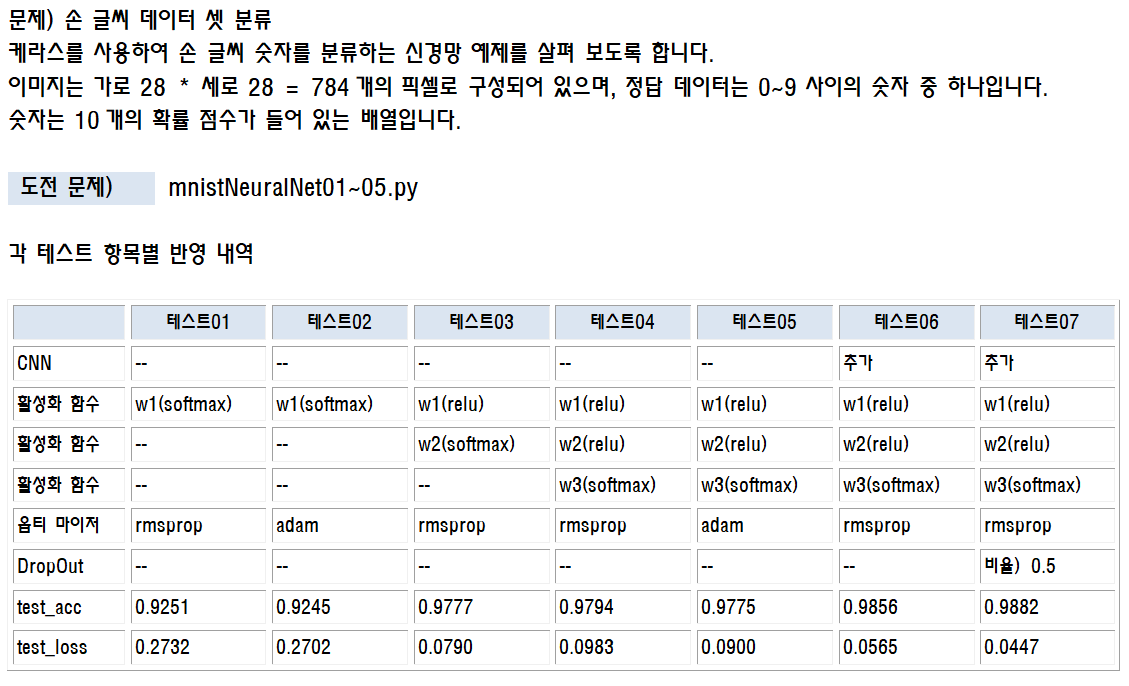 문제) 손 글씨 데이터 셋 분류
케라스를 사용하여 손 글씨 숫자를 분류하는 신경망 예제를 살펴 보도록 합니다.
이미지는 가로 28 * 세로 28 = 784 개의 픽셀로 구성되어 있으며, 정답 데이터는 0~9 사이의 숫자 중 하나입니다.
숫자는 10 개의 확률 점수가 들어 있는 배열입니다.
도전 문제) mnistNeuralNet01~05.py
각 테스트 항목별 반영 내역
테스트01 테스트02 테스트03 테스트04 테스트05 테스트06 테스트07
CNN -- -- -- -- -- 추가 추가
활성화 함수 w1(softmax) w1(softmax) w1(relu) w1(relu) w1(relu) w1(relu) w1(relu)
활성화 함수 -- -- w2(softmax) w2(relu) w2(relu) w2(relu) w2(relu)
활성화 함수 -- -- -- w3(softmax) w3(softmax) w3(softmax) w3(softmax)
옵티 마이저 rmsprop adam rmsprop rmsprop adam rmsprop rmsprop
DropOut -- -- -- -- -- -- 비율) 0.5
test_acc 0.9251 0.9245 0.9777 0.9794 0.9775 0.9856 0.9882
test_loss 0.2732 0.2702 0.0790 0.0983 0.0900 0.0565 0.0447